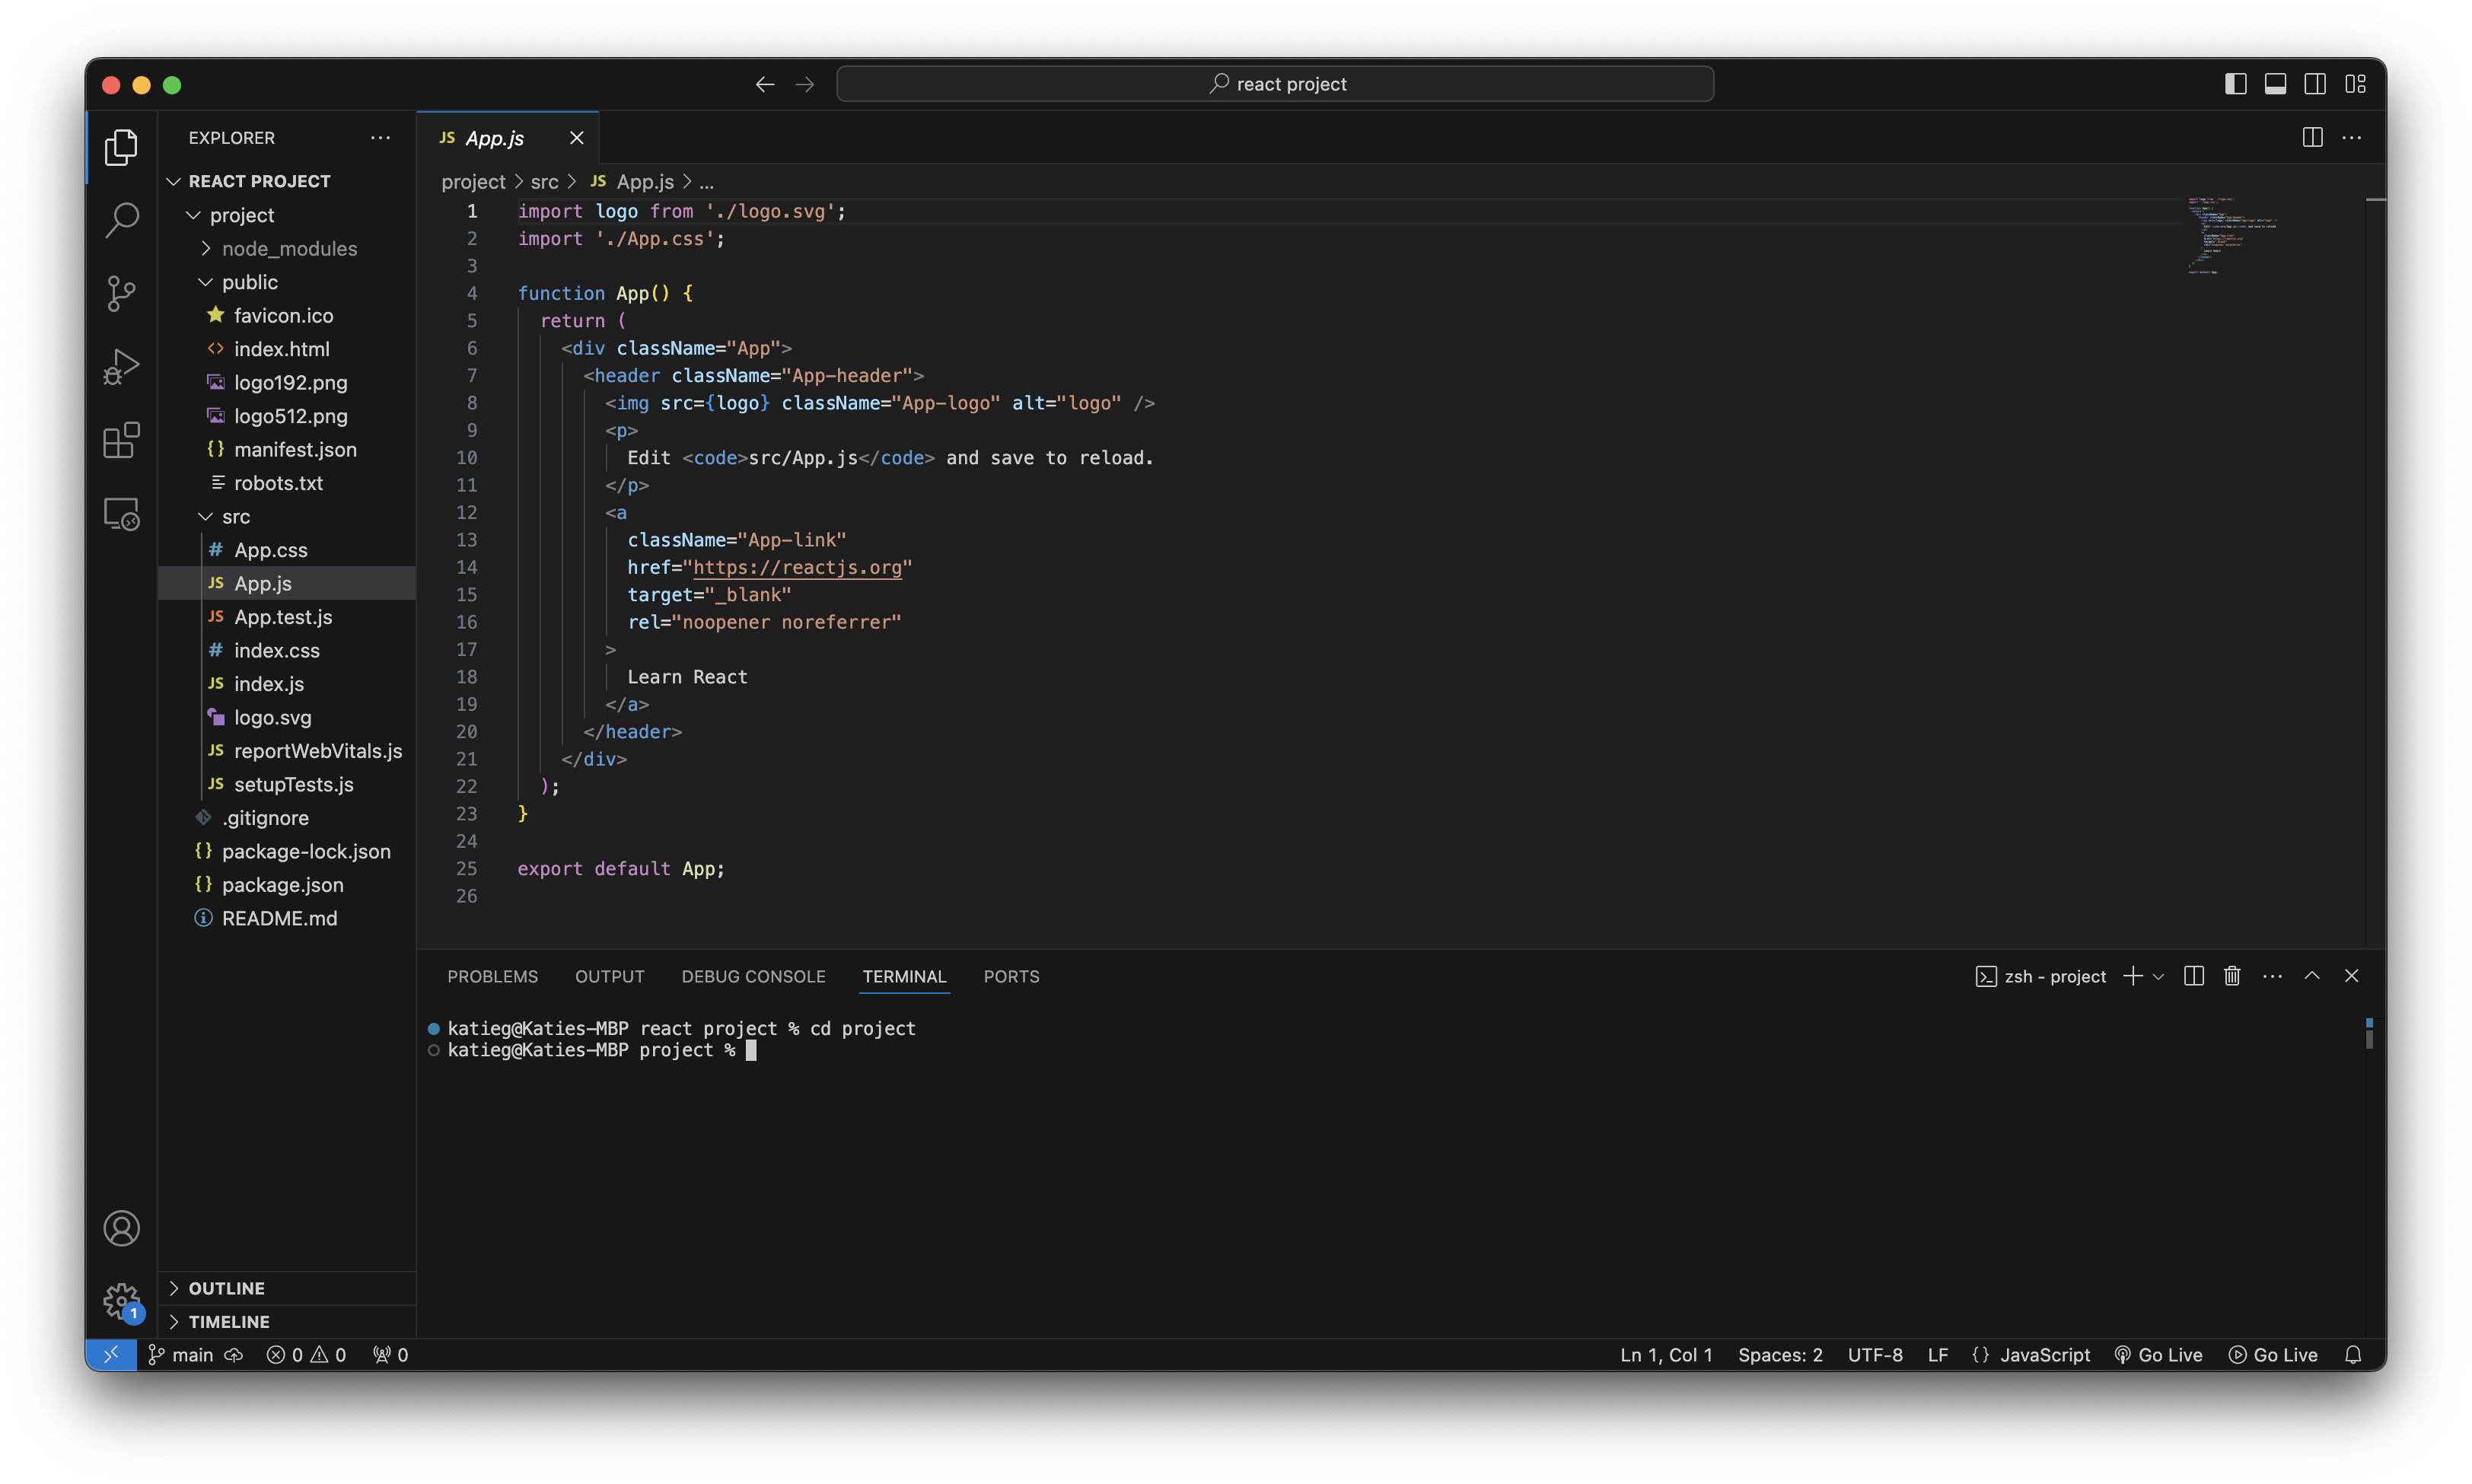 react project
EXPLORER
REACT PROJECT
project
node_modules
public
favicon.ico
index.html
logo192.png
logo512.png
manifest.json
robots.txt
src
App.css
JS App.js
JS App.test.js
index.css
JS index.js
logo.svg
JS reportWebVitals.js
JS setupTests.js
.gitignore
package-lock.json
package.json
README.md
OUTLINE
TIMELINE
JS App.js
project > src > JS App.js > ...
1 import logo from './logo.svg';
2 import './App.css';
3
4 function App() {
5 return (
6 <div className="App">
7 <header className="App-header">
8 <img src={logo} className="App-logo" alt="logo" />
9 <p>
10 Edit <code>src/App.js</code> and save to reload.
11 </p>
12 <a
13 className="App-link"
14 href="https://reactjs.org"
15 target="_blank"
16 rel="noopener noreferrer"
17 >
18 Learn React
19 </a>
20 </header>
21 </div>
22 );
23 }
24
25 export default App;
26
PROBLEMS OUTPUT DEBUG CONSOLE TERMINAL PORTS zsh - project
katieg@Katies-MBP react project % cd project
katieg@Katies-MBP project %
1
main 0 0 0 Ln 1, Col 1 Spaces: 2 UTF-8 LF {} JavaScript Go Live Go Live